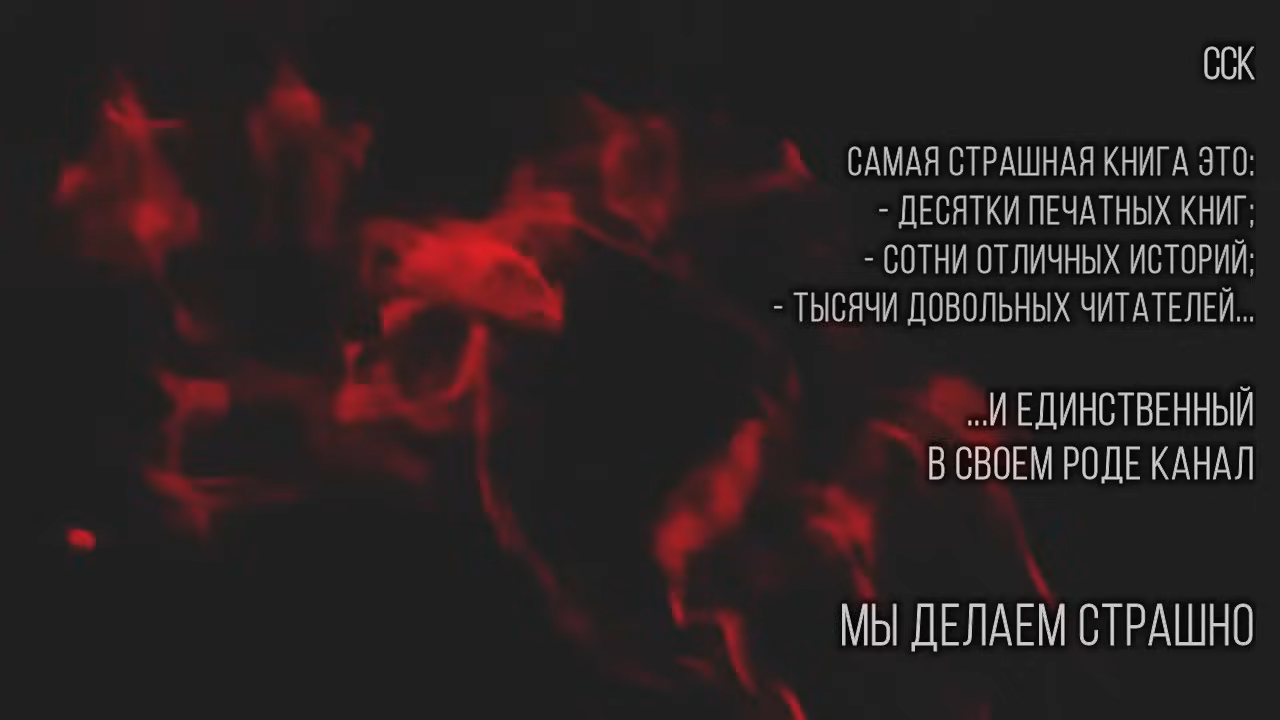 ССК
САМАЯ СТРАШНАЯ КНИГА ЭТО:
- ДЕСЯТКИ ПЕЧАТНЫХ КНИГ;
- СОТНИ ОТЛИЧНЫХ ИСТОРИЙ;
- ТЫСЯЧИ ДОВОЛЬНЫХ ЧИТАТЕЛЕЙ...
...И ЕДИНСТВЕННЫЙ
В СВОЕМ РОДЕ КАНАЛ
МЫ ДЕЛАЕМ СТРАШНО